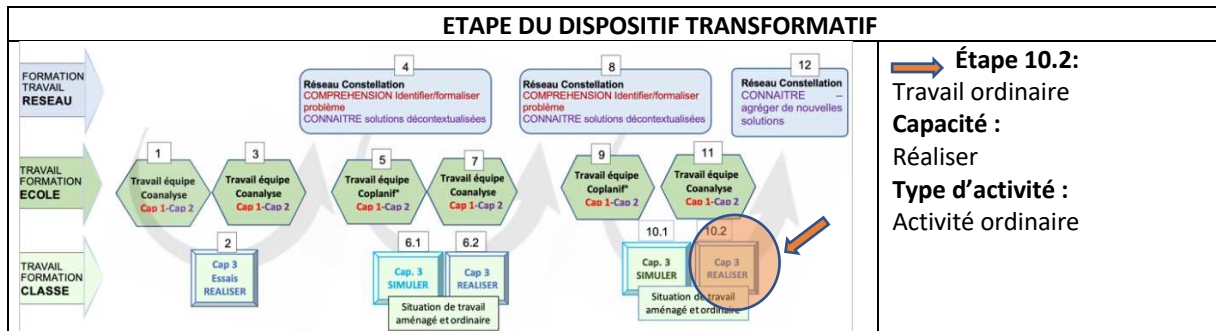 ETAPE DU DISPOSITIF TRANSFORMATIF
FORMATION
TRAVAIL
RESEAU
4
Réseau Constellation
COMPREHENSION Identifier/formaliser
problème
CONNAITRE solutions décontextualisées
8
Réseau Constellation
COMPREHENSION Identifier/formaliser
problème
CONNAITRE solutions décontextualisées
12
Réseau Constellation
CONNAITRE –
agréger de nouvelles
solutions
TRAVAIL
FORMATION
ECOLE
1
Travail équipe
Coanalyse
Cap 1-Cap 2
3
Travail équipe
Coanalyse
Cap 1-Cap 2
5
Travail équipe
Coplanif°
Cap 1-Cap 2
7
Travail équipe
Coanalyse
Cap 1-Cap 2
9
Travail équipe
Coplanif°
Cap 1-Cap 2
11
Travail équipe
Coanalyse
Cap 1-Cap 2
TRAVAIL
FORMATION
CLASSE
2
Cap 3
Essais
REALISER
6.1
Cap. 3
SIMULER
6.2
Cap 3
REALISER
Situation de travail
aménagé et ordinaire
10.1
Cap. 3
SIMULER
10.2
Cap 3
REALISER
Situation de travail
aménagé et ordinaire
Étape 10.2:
Travail ordinaire
Capacité :
Réaliser
Type d’activité :
Activité ordinaire